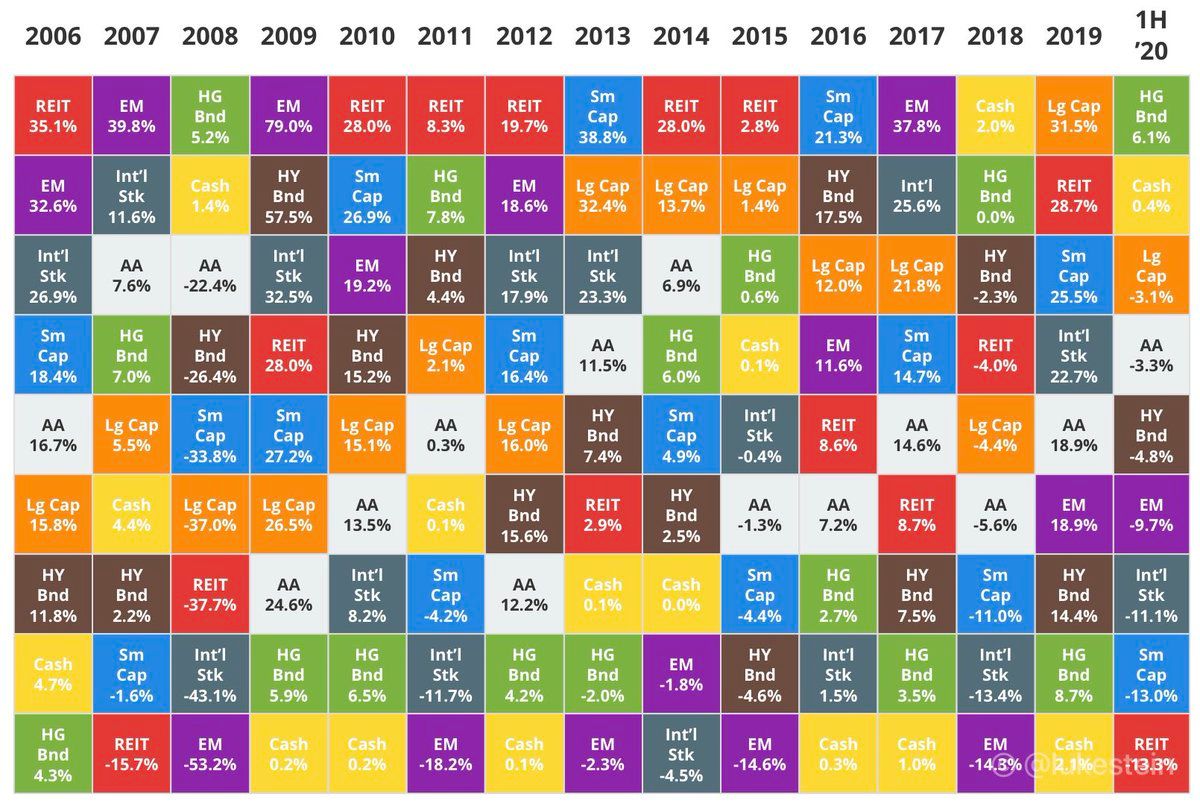 2006 2007 2008 2009 2010 2011 2012 2013 2014 2015 2016 2017 2018 2019 1H ’20
REIT 35.1% EM 39.8% HG Bnd 5.2% EM 79.0% REIT 28.0% REIT 8.3% REIT 19.7% Sm Cap 38.8% REIT 28.0% REIT 2.8% Sm Cap 21.3% EM 37.8% Cash 2.0% Lg Cap 31.5% HG Bnd 6.1%
EM 32.6% Int’l Stk 11.6% Cash 1.4% HY Bnd 57.5% Sm Cap 26.9% HG Bnd 7.8% EM 18.6% Lg Cap 32.4% Lg Cap 13.7% Lg Cap 1.4% HY Bnd 17.5% Int’l 25.6% HG Bnd 0.0% REIT 28.7% Cash 0.4%
Int’l Stk 26.9% AA 7.6% AA -22.4% Int’l Stk 32.5% EM 19.2% HY Bnd 4.4% Int’l Stk 17.9% Int’l Stk 23.3% AA 6.9% HG Bnd 0.6% Lg Cap 12.0% Lg Cap 21.8% HY Bnd -2.3% Sm Cap 25.5% Lg Cap -3.1%
Sm Cap 18.4% HG Bnd 7.0% HY Bnd -26.4% REIT 28.0% HY Bnd 15.2% Lg Cap 2.1% Sm Cap 16.4% AA 11.5% HG Bnd 6.0% Cash 0.1% EM 11.6% Sm Cap 14.7% REIT -4.0% Int’l Stk 22.7% AA -3.3%
AA 16.7% Lg Cap 5.5% Sm Cap -33.8% Sm Cap 27.2% Lg Cap 15.1% AA 0.3% Lg Cap 16.0% HY Bnd 7.4% Sm Cap 4.9% Int’l Stk -0.4% REIT 8.6% AA 14.6% Lg Cap -4.4% AA 18.9% HY Bnd -4.8%
Lg Cap 15.8% Cash 4.4% Lg Cap -37.0% Lg Cap 26.5% AA 13.5% Cash 0.1% HY Bnd 15.6% REIT 2.9% HY Bnd 2.5% AA -1.3% AA 7.2% REIT 8.7% AA -5.6% EM 18.9% EM -9.7%
HY Bnd 11.8% HY Bnd 2.2% REIT -37.7% AA 24.6% Int’l Stk 8.2% Sm Cap -4.2% AA 12.2% Cash 0.1% Cash 0.0% Sm Cap -4.4% HG Bnd 2.7% HY Bnd 7.5% Sm Cap -11.0% HY Bnd 14.4% Int’l Stk -11.1%
Cash 4.7% Sm Cap -1.6% Int’l Stk -43.1% HG Bnd 5.9% HG Bnd 6.5% Int’l Stk -11.7% HG Bnd 4.2% HG Bnd -2.0% EM -1.8% HY Bnd -4.6% Int’l Stk 1.5% HG Bnd 3.5% Int’l Stk -13.4% HG Bnd 8.7% Sm Cap -13.0%
HG Bnd 4.3% REIT -15.7% EM -53.2% Cash 0.2% Cash 0.2% EM -18.2% Cash 0.1% EM -2.3% Int’l Stk -4.5% EM -14.6% Cash 0.3% Cash 1.0% EM -14.3% Cash 2.1% REIT -13.3%
© @lukestein